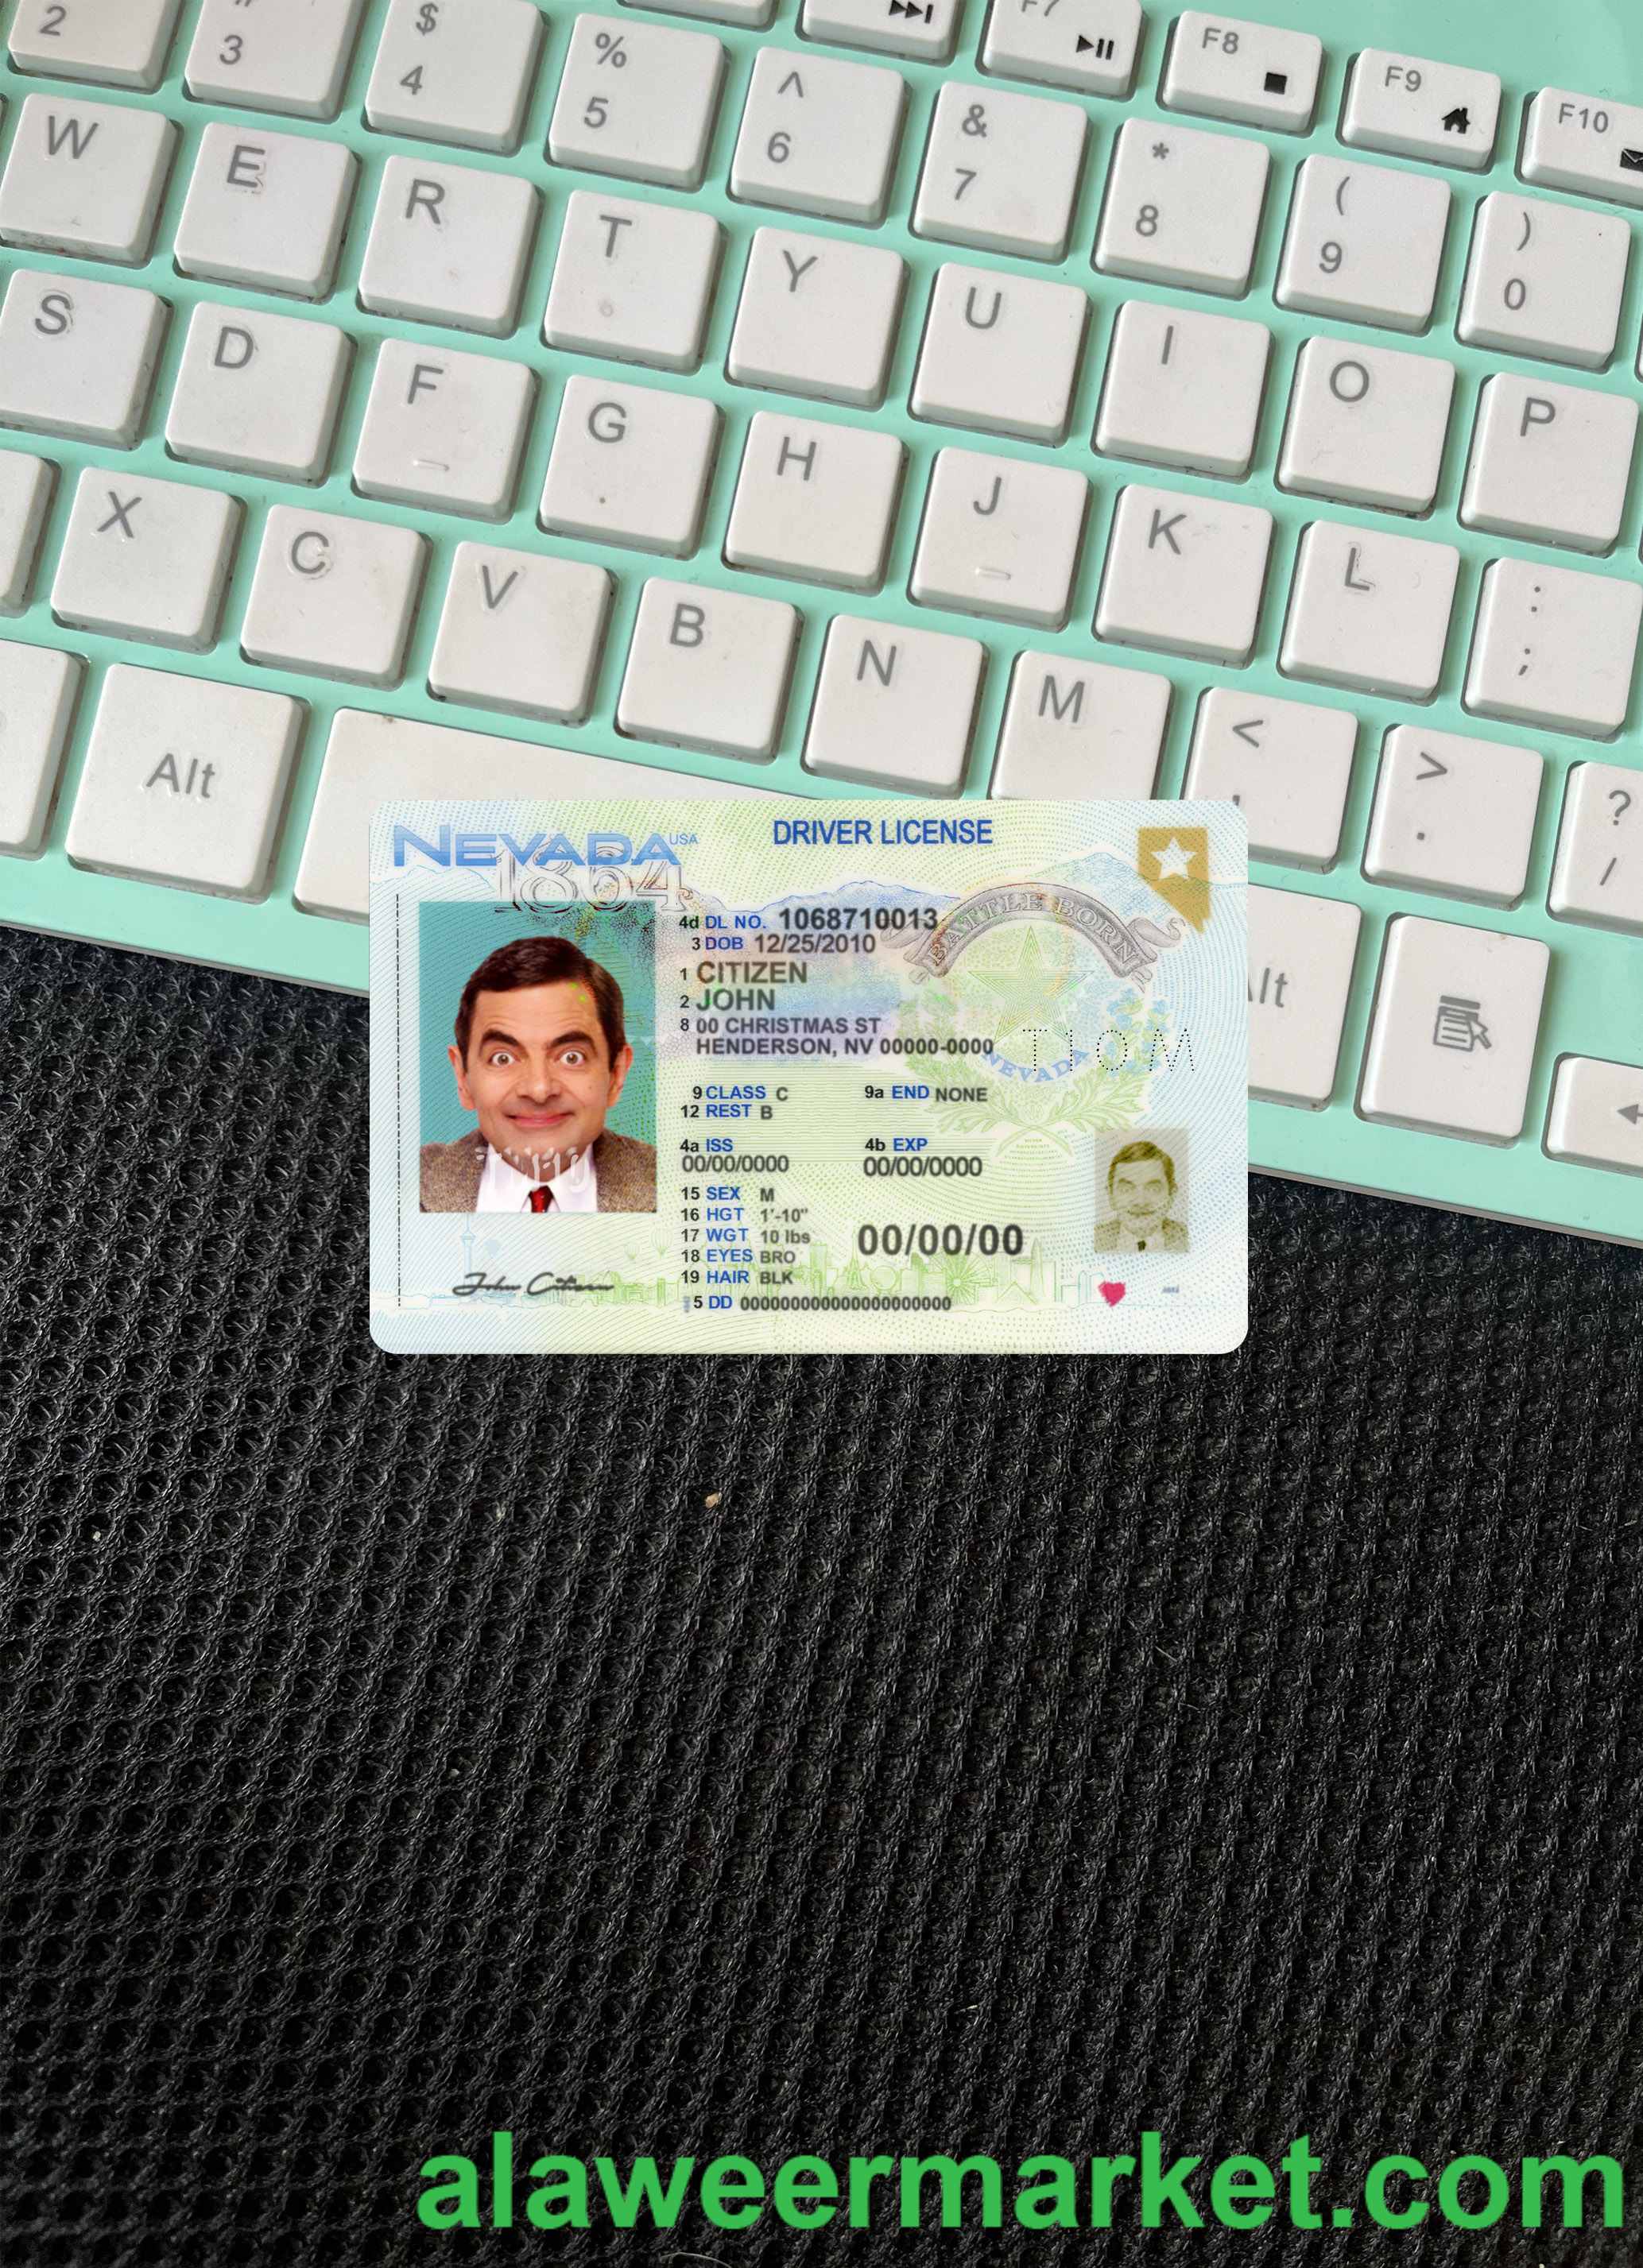 F7
F8
F9
F10
2
3
$
4
%
5
^
6
&
7
*
8
(
9
)
0
W
E
R
T
Y
U
I
O
P
S
D
F
G
H
J
K
L
:
;
X
C
V
B
N
M
<
>
.
?
/
Alt
NEVADA USA
1864
DRIVER LICENSE
BATTLE BORN
4d DL NO. 1068710013
3 DOB 12/25/2010
1 CITIZEN
2 JOHN
8 00 CHRISTMAS ST
HENDERSON, NV 00000-0000
NEVADA
9 CLASS C 9a END NONE
12 REST B
4a ISS 4b EXP
00/00/0000 00/00/0000
15 SEX M
16 HGT 1'-10"
17 WGT 10 lbs
00/00/00
18 EYES BRO
19 HAIR BLK
5 DD 00000000000000000000
John Citizen
alaweermarket.com